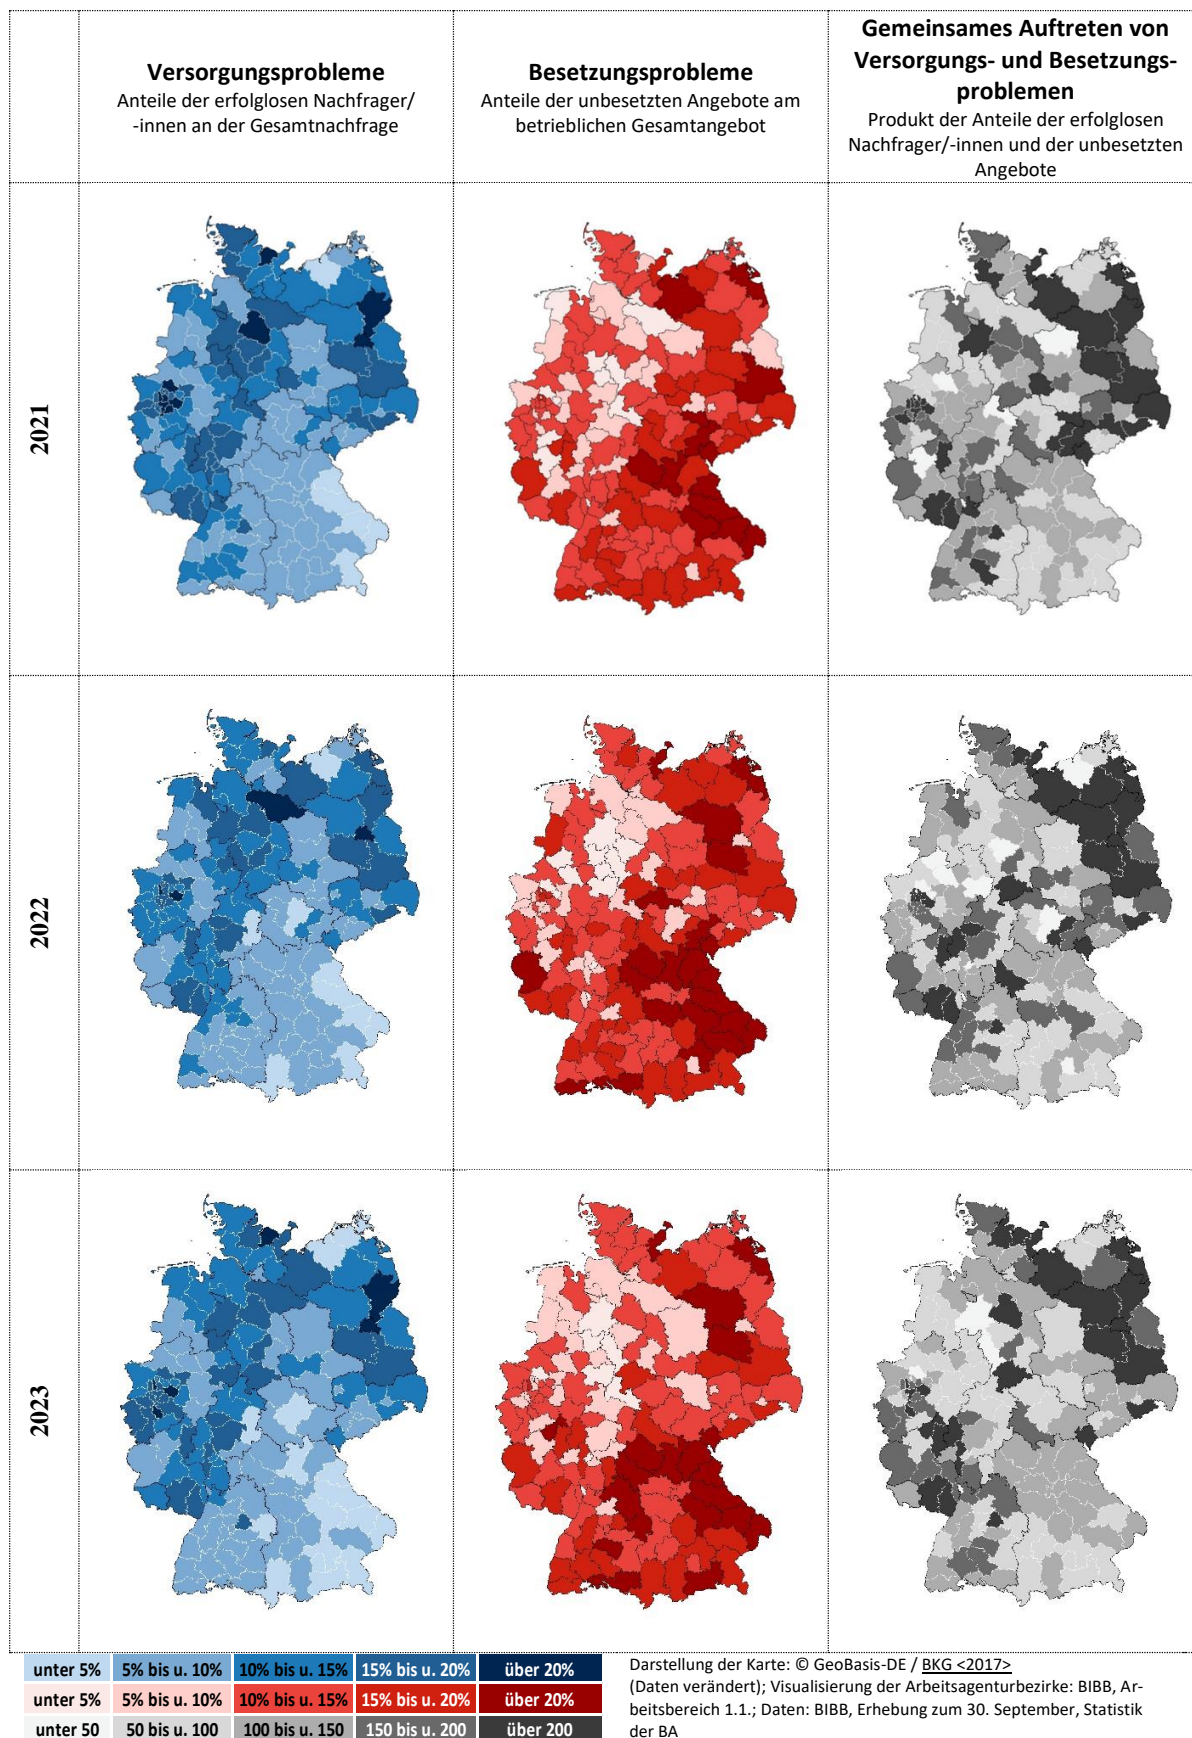 Versorgungsprobleme
Anteile der erfolglosen Nachfrager/
-innen an der Gesamtnachfrage
Besetzungsprobleme
Anteile der unbesetzten Angebote am
betrieblichen Gesamtangebot
Gemeinsames Auftreten von
Versorgungs- und Besetzungs-
problemen
Produkt der Anteile der erfolglosen
Nachfrager/-innen und der unbesetzten
Angebote
2021
2022
2023
unter 5% 5% bis u. 10% 10% bis u. 15% 15% bis u. 20% über 20%
unter 5% 5% bis u. 10% 10% bis u. 15% 15% bis u. 20% über 20%
unter 50 50 bis u. 100 100 bis u. 150 150 bis u. 200 über 200
Darstellung der Karte: © GeoBasis-DE / BKG <2017>
(Daten verändert); Visualisierung der Arbeitsagenturbezirke: BIBB, Ar-
beitsbereich 1.1.; Daten: BIBB, Erhebung zum 30. September, Statistik
der BA